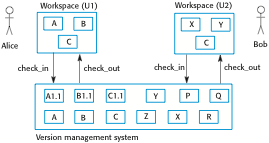 Workspace (U1)
Workspace (U2)
A B
C
X Y
C
Alice
Bob
check_in check_out check_in check_out
A1.1 B1.1 C1.1 Y P Q
A B C Z X R
Version management system